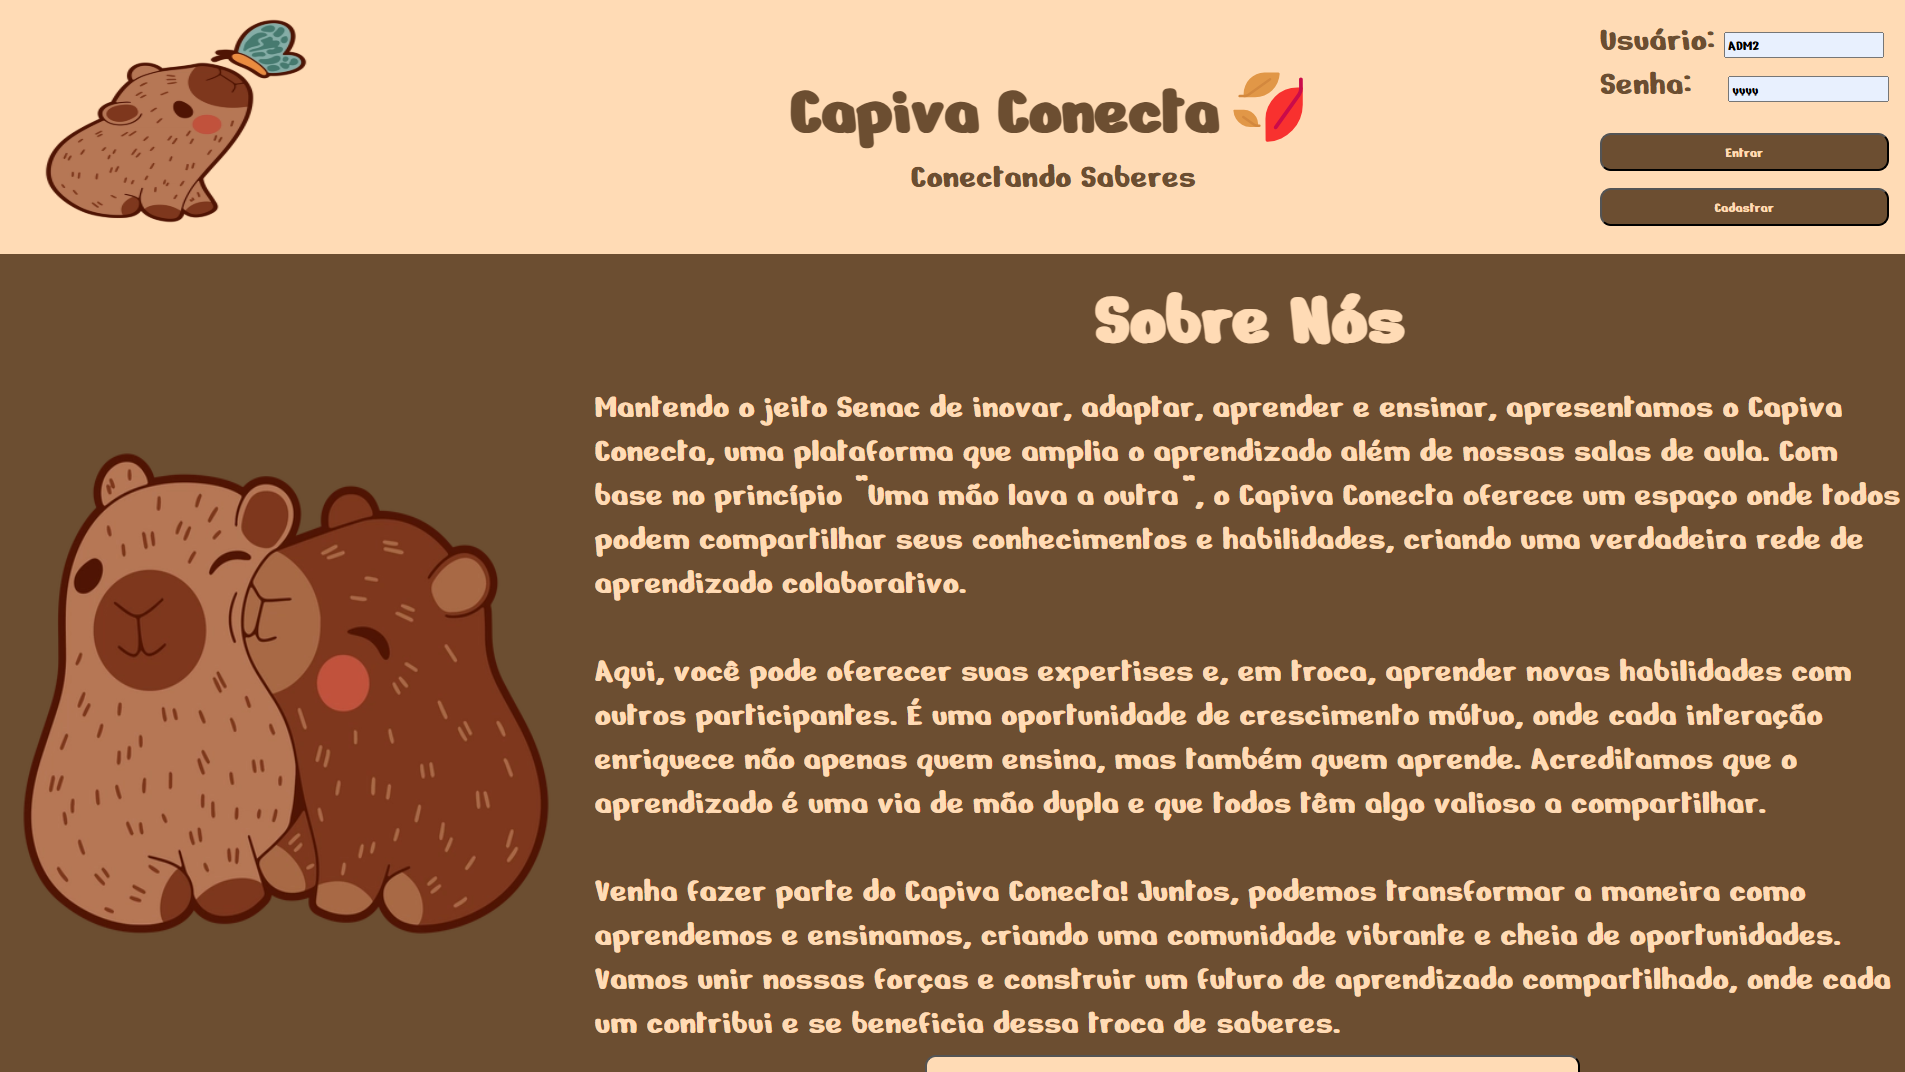 Capiva Conecta
Conectando Saberes
Usuário: ADM2
Senha: vvvv
Entrar
Cadastrar
Sobre Nós
Mantendo o jeito Senac de inovar, adaptar, aprender e ensinar, apresentamos o Capiva
Conecta, uma plataforma que amplia o aprendizado além de nossas salas de aula. Com
base no princípio "Uma mão lava a outra", o Capiva Conecta oferece um espaço onde todos
podem compartilhar seus conhecimentos e habilidades, criando uma verdadeira rede de
aprendizado colaborativo.
Aqui, você pode oferecer suas expertises e, em troca, aprender novas habilidades com
outros participantes. É uma oportunidade de crescimento mútuo, onde cada interação
enriquece não apenas quem ensina, mas também quem aprende. Acreditamos que o
aprendizado é uma via de mão dupla e que todos têm algo valioso a compartilhar.
Venha fazer parte do Capiva Conecta! Juntos, podemos transformar a maneira como
aprendemos e ensinamos, criando uma comunidade vibrante e cheia de oportunidades.
Vamos unir nossas forças e construir um futuro de aprendizado compartilhado, onde cada
um contribui e se beneficia dessa troca de saberes.